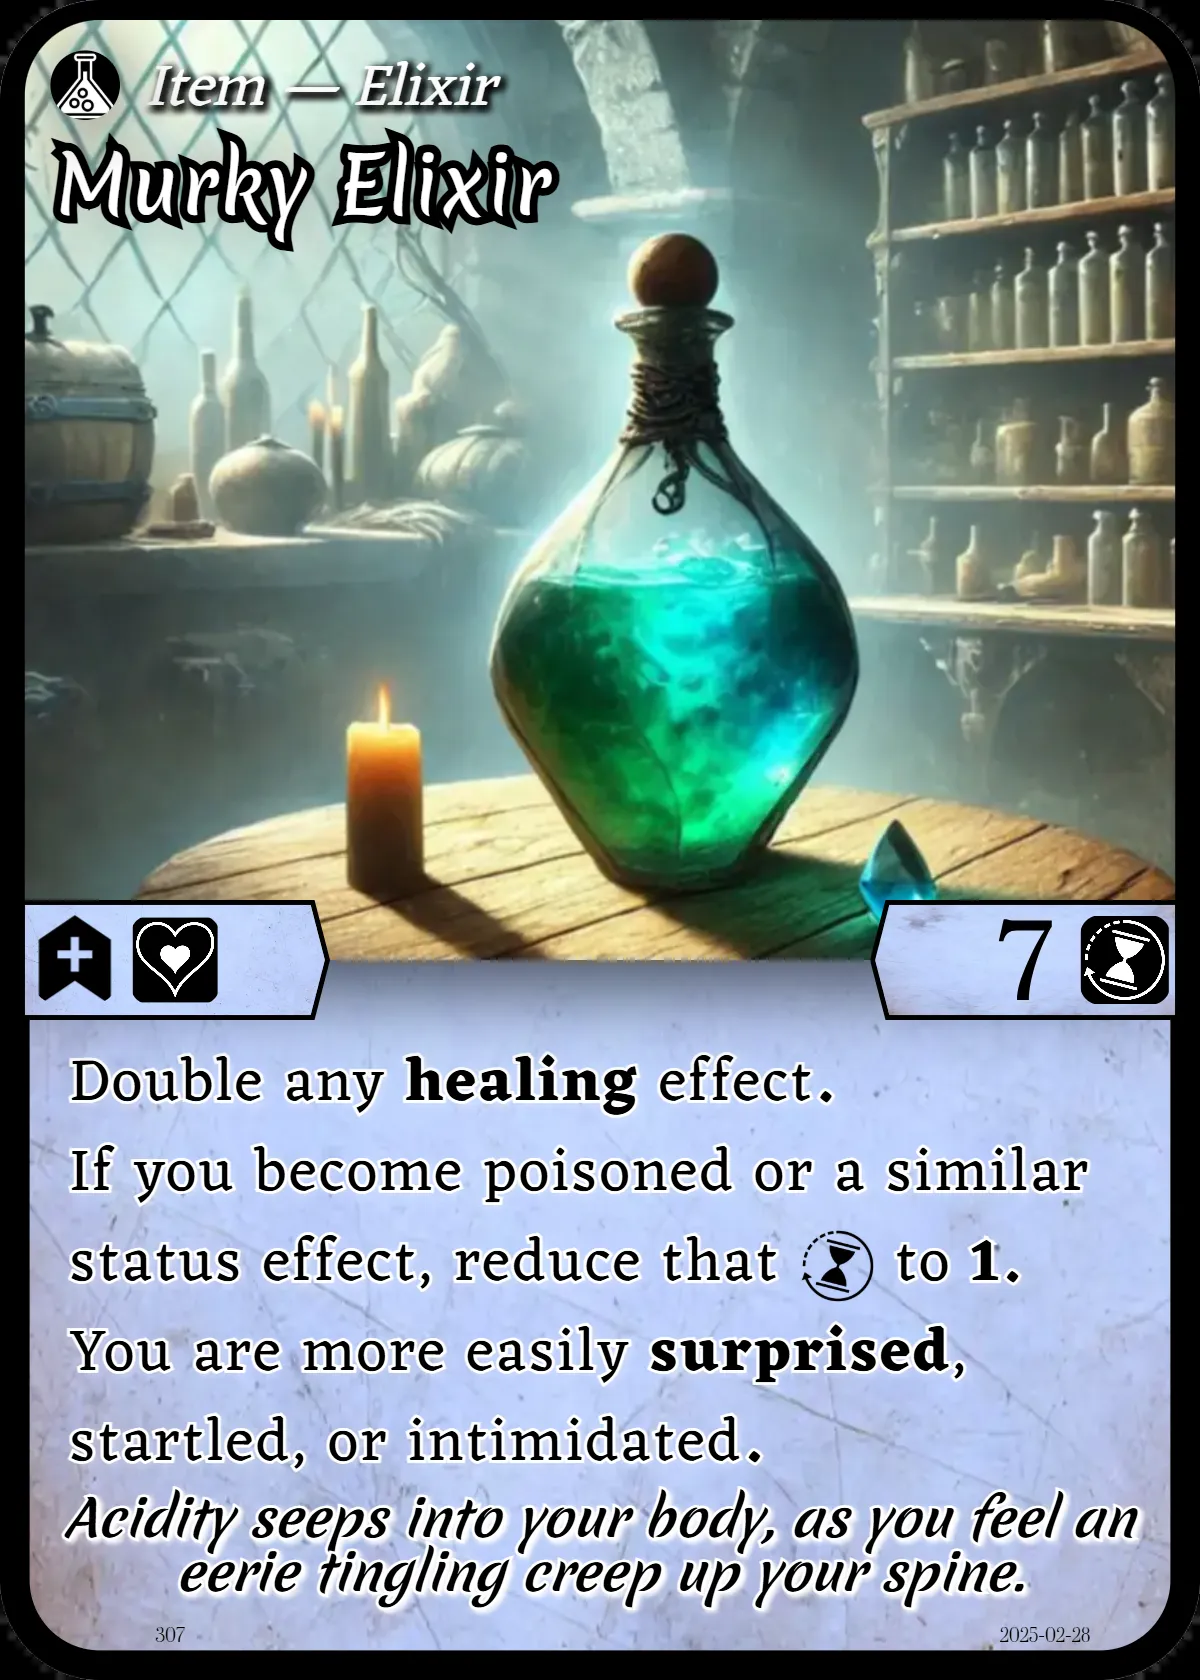 Item — Elixir
Murky Elixir
7
Double any healing effect.
If you become poisoned or a similar
status effect, reduce that to 1.
You are more easily surprised,
startled, or intimidated.
Acidity seeps into your body, as you feel an
eerie tingling creep up your spine.
307
2025-02-28